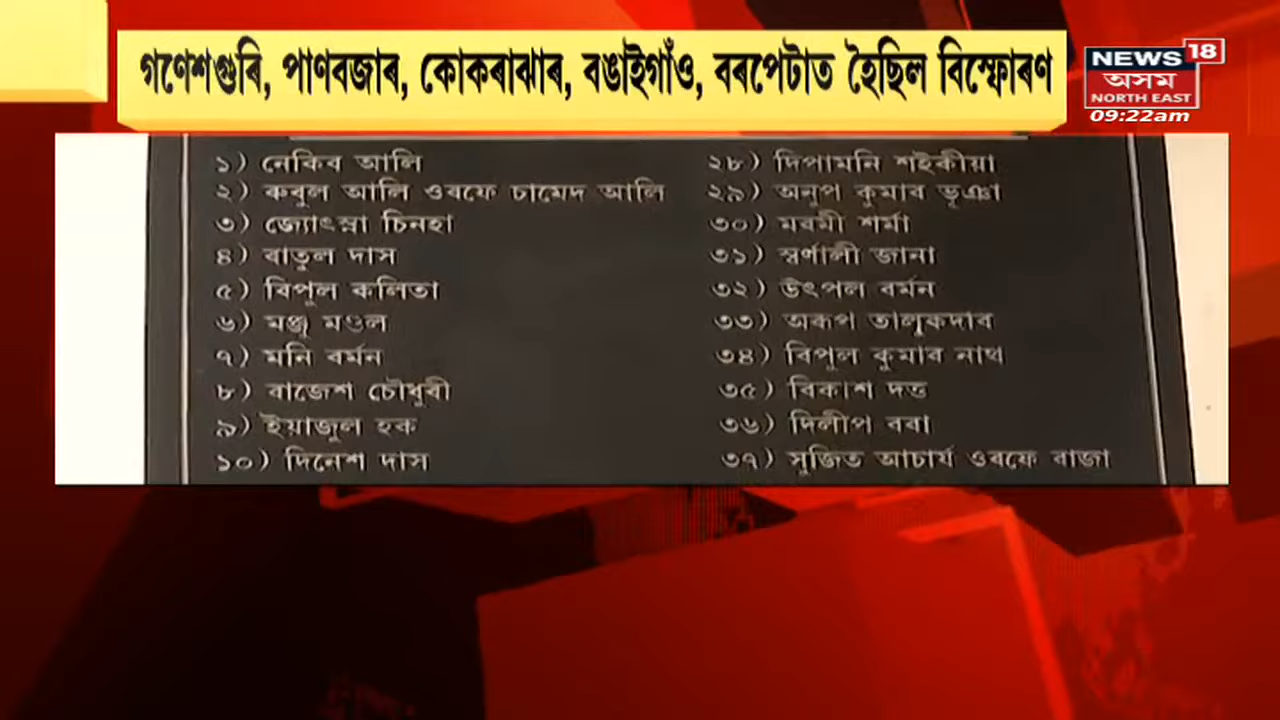 গণেশগুৰি, পাণবজাৰ, কোকৰাঝাৰ, বঙাইগাঁও, বৰপেটাত হৈছিল বিস্ফোৰণ
NEWS 18
অসম
NORTH EAST
09:22am
১) নেকিব আলি
২) ৰুবুল আলি ওৰফে চামেদ আলি
৩) জ্যোৎস্না চিনহা
৪) ৰাতুল দাস
৫) বিপুল কলিতা
৬) মঞ্জু মণ্ডল
৭) মনি বৰ্মন
৮) ৰাজেশ চৌধুৰী
৯) ইয়াজুল হক
১০) দিনেশ দাস
২৮) দিপামনি শইকীয়া
২৯) অনুপ কুমাৰ ভূঞা
৩০) মৰমী শৰ্মা
৩১) স্বৰ্ণালী জানা
৩২) উৎপল বৰ্মন
৩৩) অৰূপ তালুকদাৰ
৩৪) বিপুল কুমাৰ নাথ
৩৫) বিকাশ দত্ত
৩৬) দিলীপ বৰা
৩৭) সুজিত আচাৰ্য ওৰফে ৰাজা